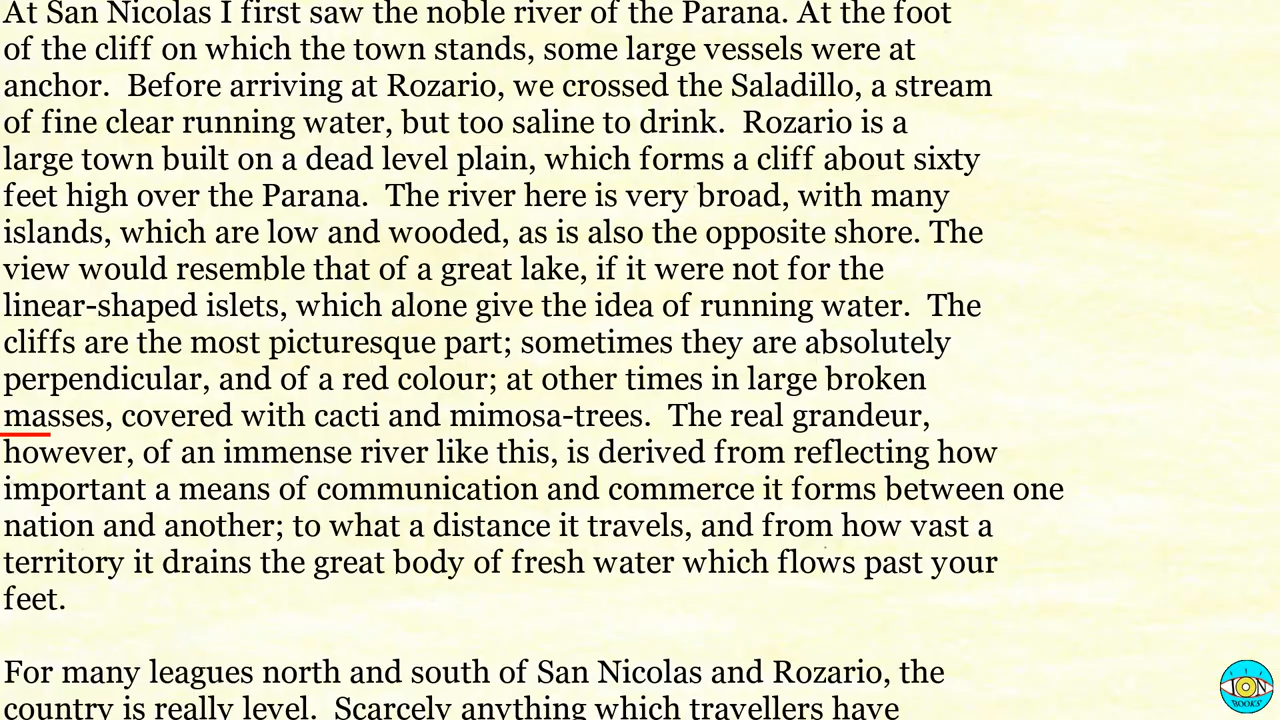 At San Nicolas I first saw the noble river of the Parana. At the foot
of the cliff on which the town stands, some large vessels were at
anchor.  Before arriving at Rozario, we crossed the Saladillo, a stream
of fine clear running water, but too saline to drink.  Rozario is a
large town built on a dead level plain, which forms a cliff about sixty
feet high over the Parana.  The river here is very broad, with many
islands, which are low and wooded, as is also the opposite shore. The
view would resemble that of a great lake, if it were not for the
linear-shaped islets, which alone give the idea of running water.  The
cliffs are the most picturesque part; sometimes they are absolutely
perpendicular, and of a red colour; at other times in large broken
masses, covered with cacti and mimosa-trees.  The real grandeur,
however, of an immense river like this, is derived from reflecting how
important a means of communication and commerce it forms between one
nation and another; to what a distance it travels, and from how vast a
territory it drains the great body of fresh water which flows past your
feet.
For many leagues north and south of San Nicolas and Rozario, the
country is really level.  Scarcely anything which travellers have
ION
BOOKS